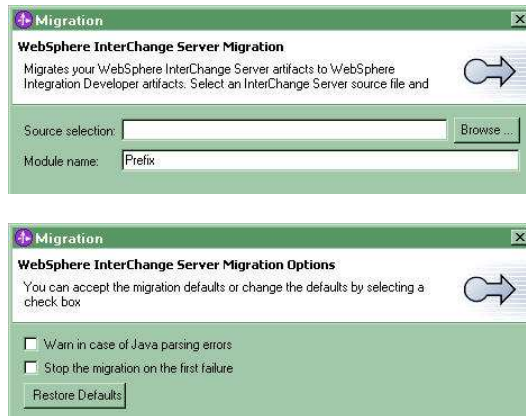 Migration
WebSphere InterChange Server Migration
Migrates your WebSphere InterChange Server artifacts to WebSphere
Integration Developer artifacts. Select an InterChange Server source file and
Source selection:
Browse ...
Module name: Prefix
Migration
WebSphere InterChange Server Migration Options
You can accept the migration defaults or change the defaults by selecting a
check box
Warn in case of Java parsing errors
Stop the migration on the first failure
Restore Defaults